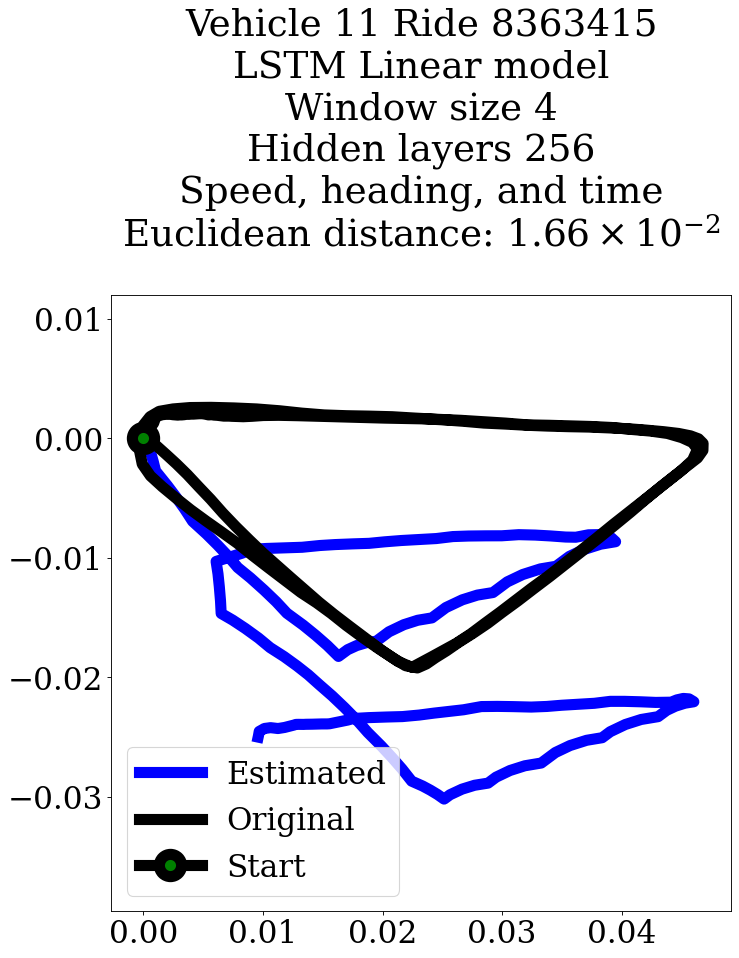 Vehicle 11 Ride 8363415
LSTM Linear model
Window size 4
Hidden layers 256
Speed, heading, and time
Euclidean distance: 1.66 × 10⁻²
0.01
0.00
−0.01
−0.02
−0.03
Estimated
Original
Start
0.00 0.01 0.02 0.03 0.04